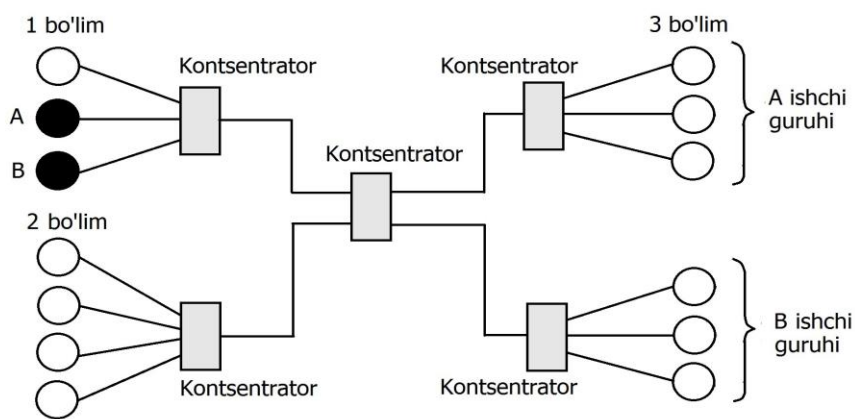 1 bo'lim
3 bo'lim
Kontsentrator
Kontsentrator
A
B
A ishchi
guruhi
Kontsentrator
2 bo'lim
B ishchi
guruhi
Kontsentrator
Kontsentrator